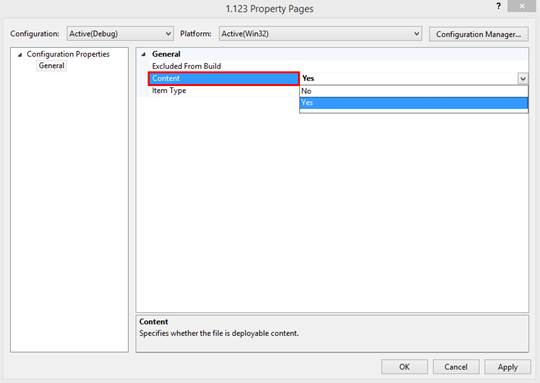 1.123 Property Pages
? ×
Configuration: Active(Debug) Platform: Active(Win32) Configuration Manager...
Configuration Properties
General
General
Excluded From Build
Content Yes
Item Type No
Yes
Content
Specifies whether the file is deployable content.
OK Cancel Apply